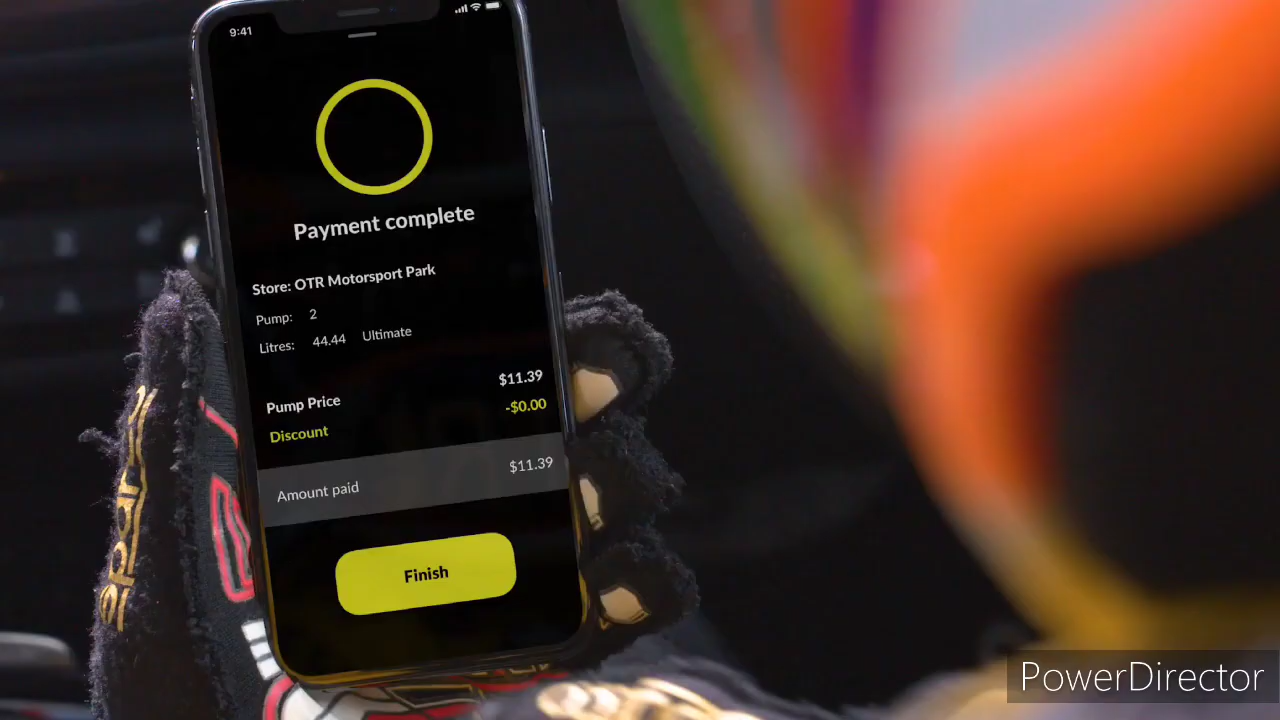 9:41
Payment complete
Store: OTR Motorsport Park
Pump: 2
Litres: 44.44 Ultimate
$11.39
Pump Price
-$0.00
Discount
$11.39
Amount paid
Finish
PowerDirector